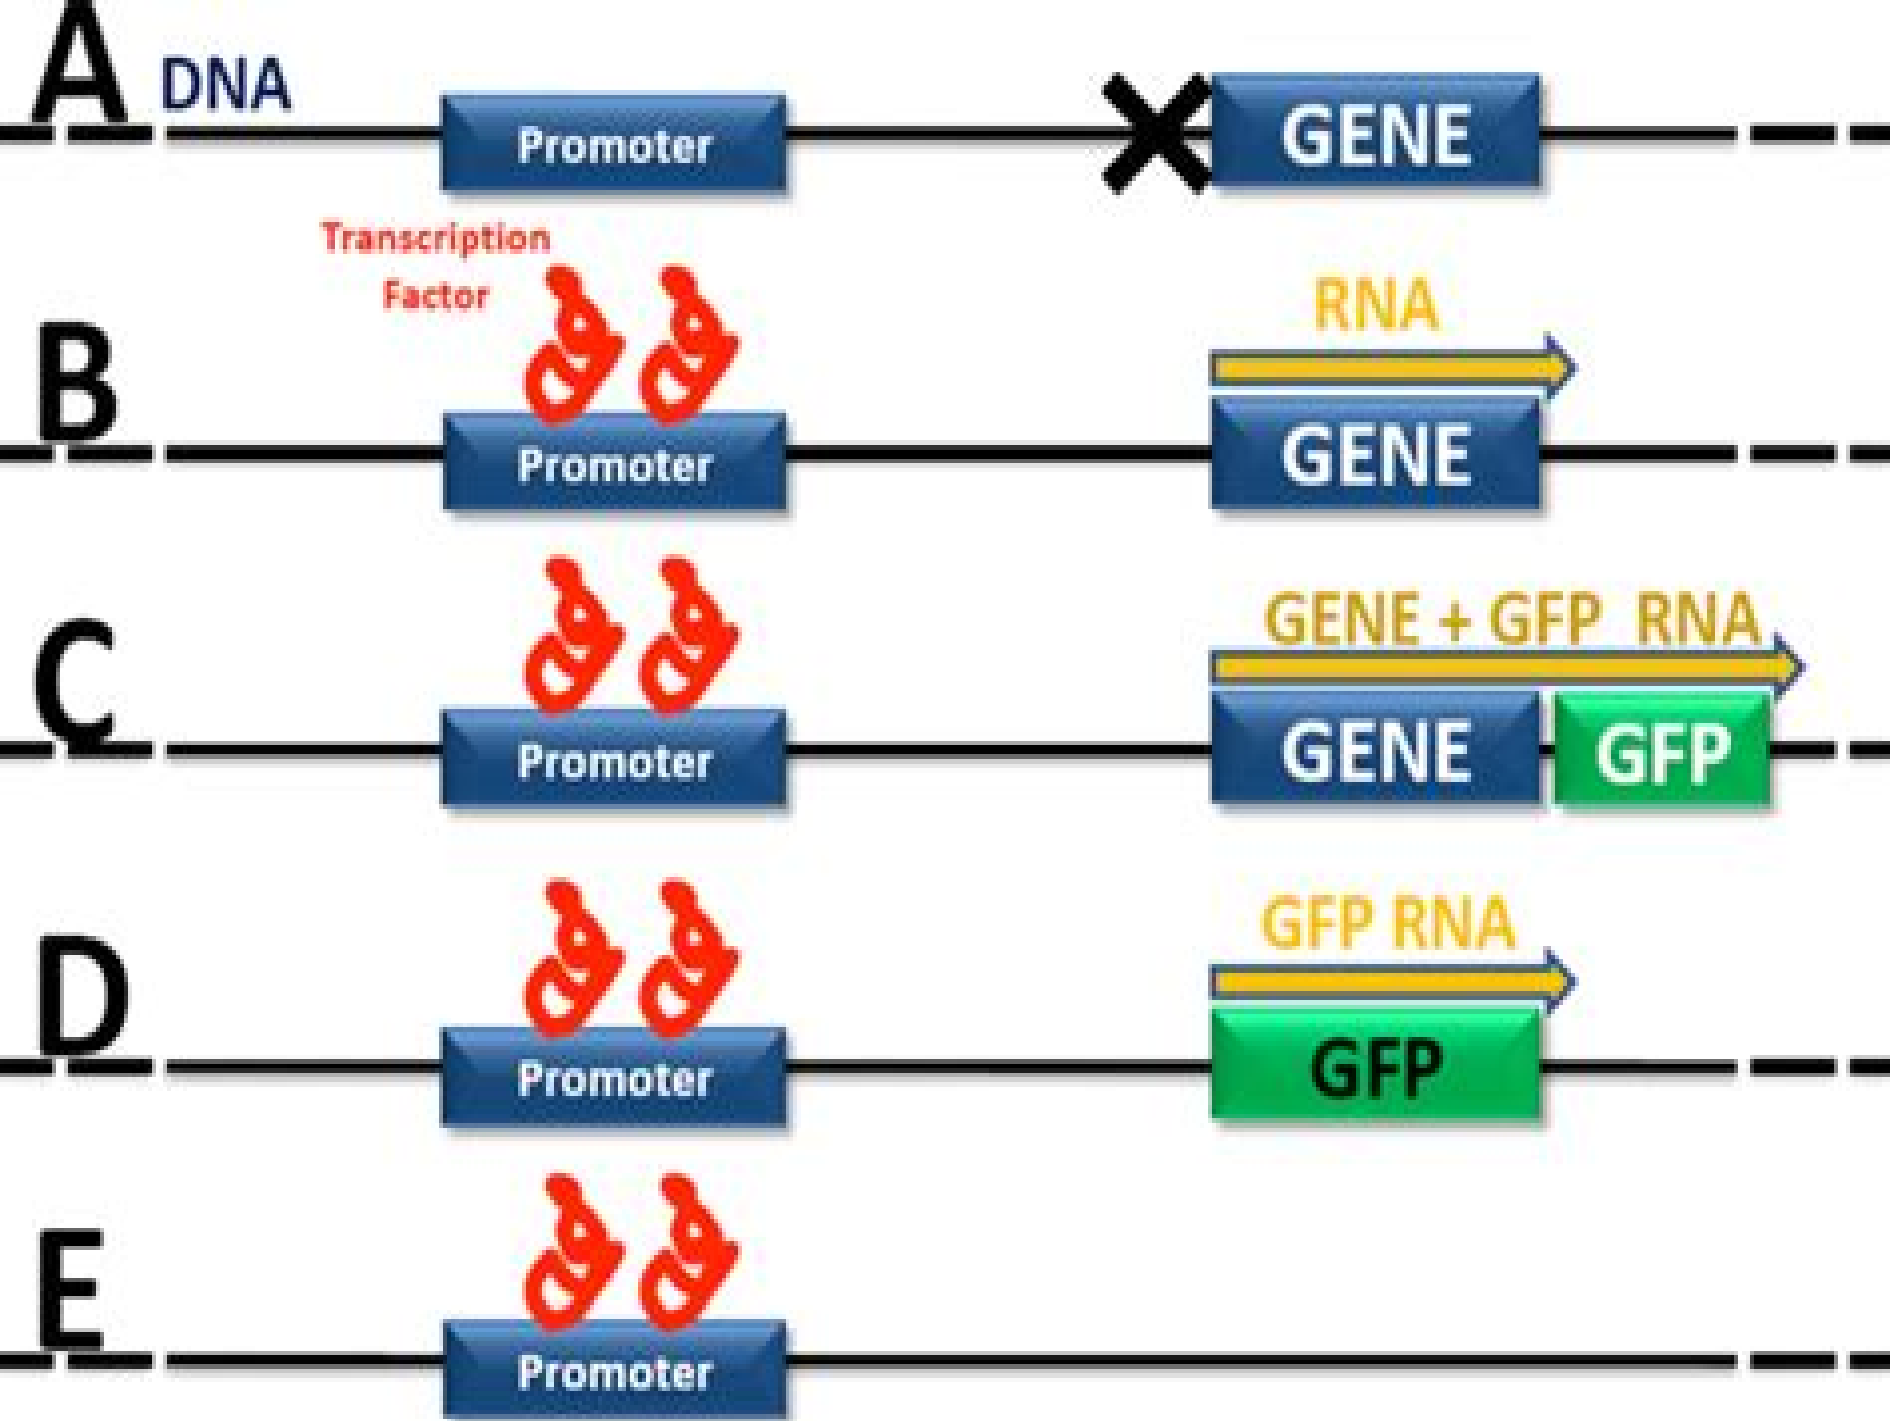 A DNA
Promoter
GENE
Transcription
Factor
RNA
B
Promoter
GENE
GENE + GFP RNA
C
Promoter
GENE
GFP
GFP RNA
D
Promoter
GFP
E
Promoter